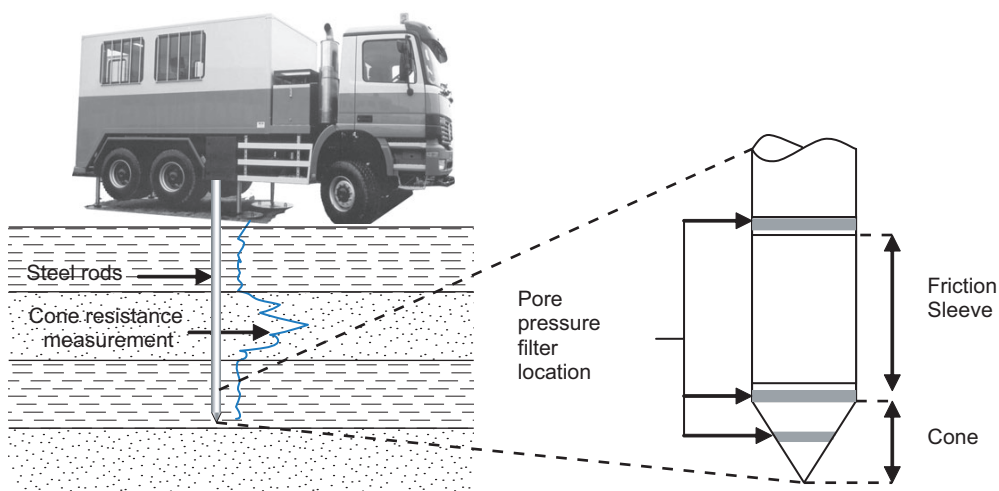 Steel rods
Cone resistance
measurement
Pore
pressure
filter
location
Friction
Sleeve
Cone